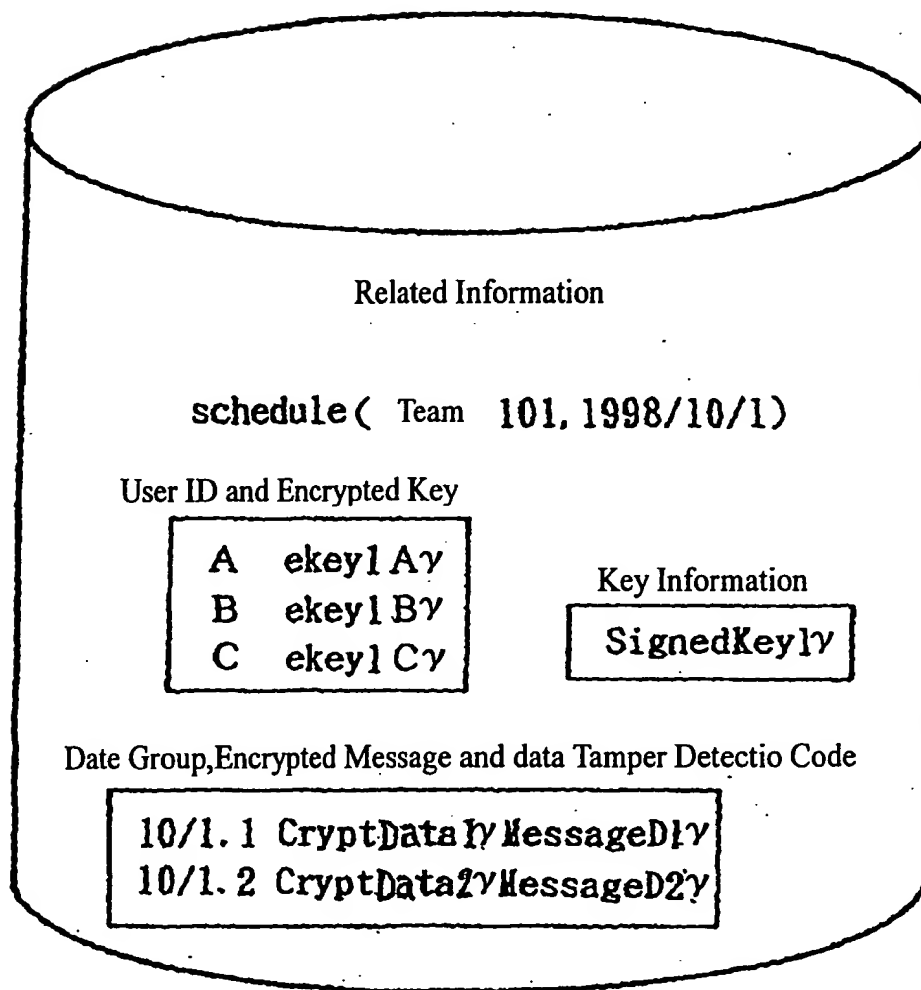 Related Information
schedule( Team 101, 1998/10/1)
User ID and Encrypted Key
A ekey1Aγ
B ekey1Bγ
C ekey1Cγ
Key Information
SignedKey1γ
Date Group,Encrypted Message and data Tamper Detectio Code
10/1. 1 CryptData1γMessageD1γ
10/1. 2 CryptData2γMessageD2γ